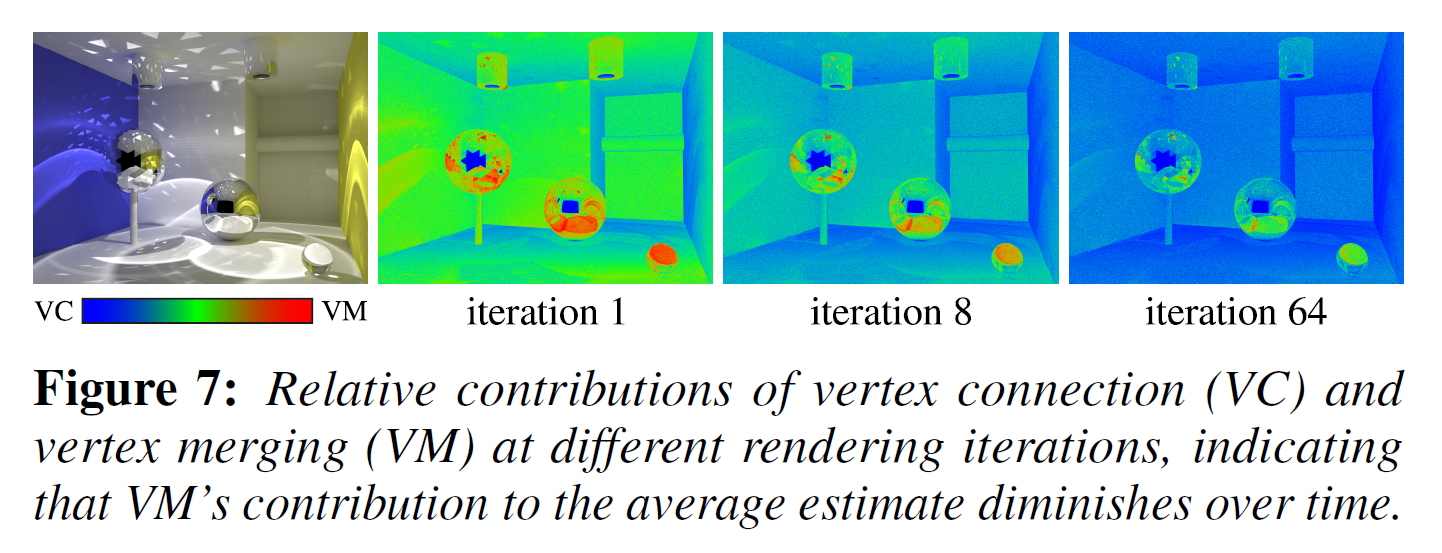 VC VM iteration 1 iteration 8 iteration 64
Figure 7: Relative contributions of vertex connection (VC) and
vertex merging (VM) at different rendering iterations, indicating
that VM's contribution to the average estimate diminishes over time.